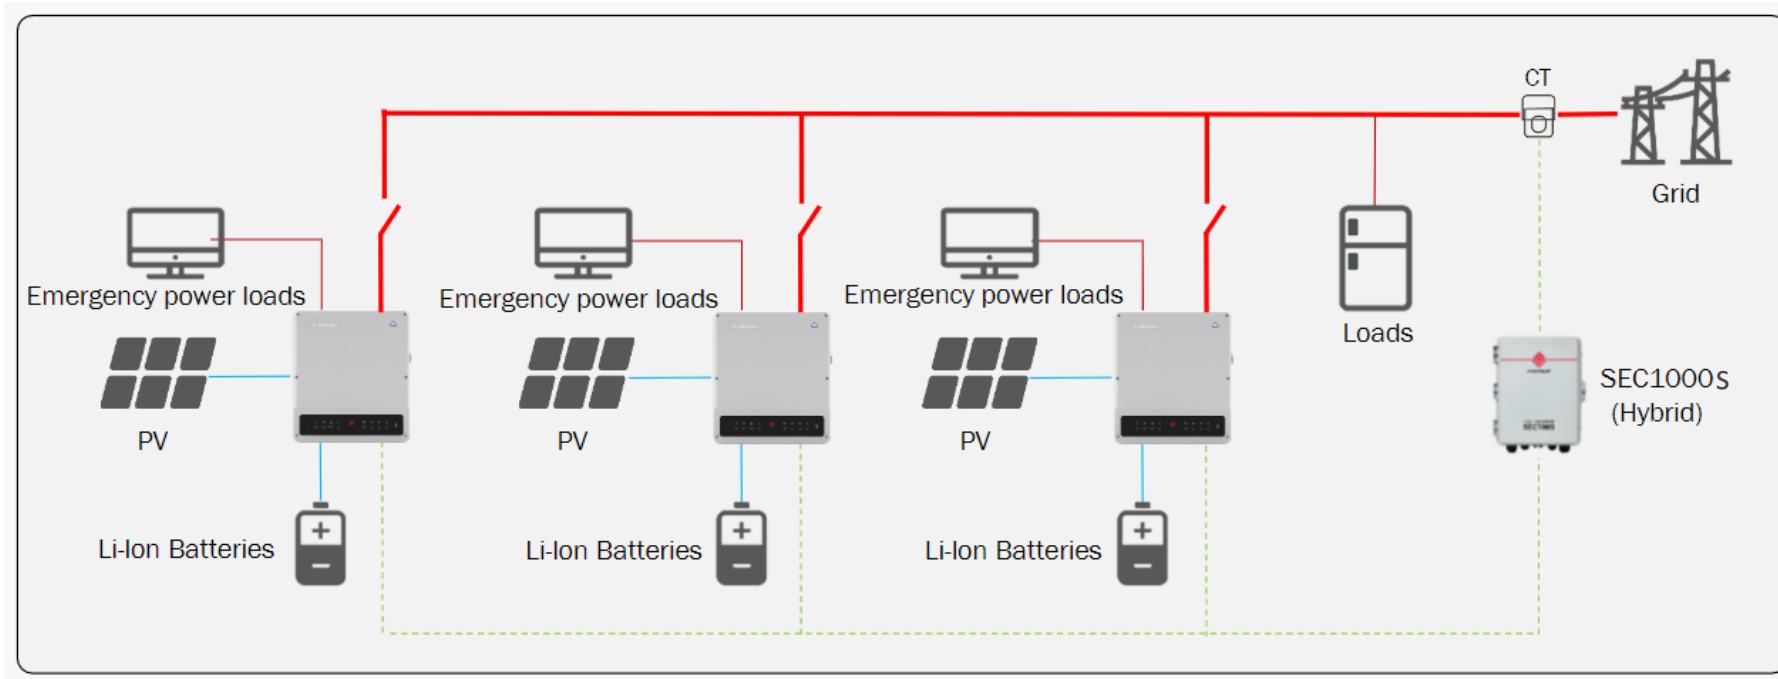 CT
Grid
Emergency power loads
Emergency power loads
Emergency power loads
Loads
PV
PV
PV
SEC1000S
(Hybrid)
SEC1000
Li-Ion Batteries
Li-Ion Batteries
Li-Ion Batteries